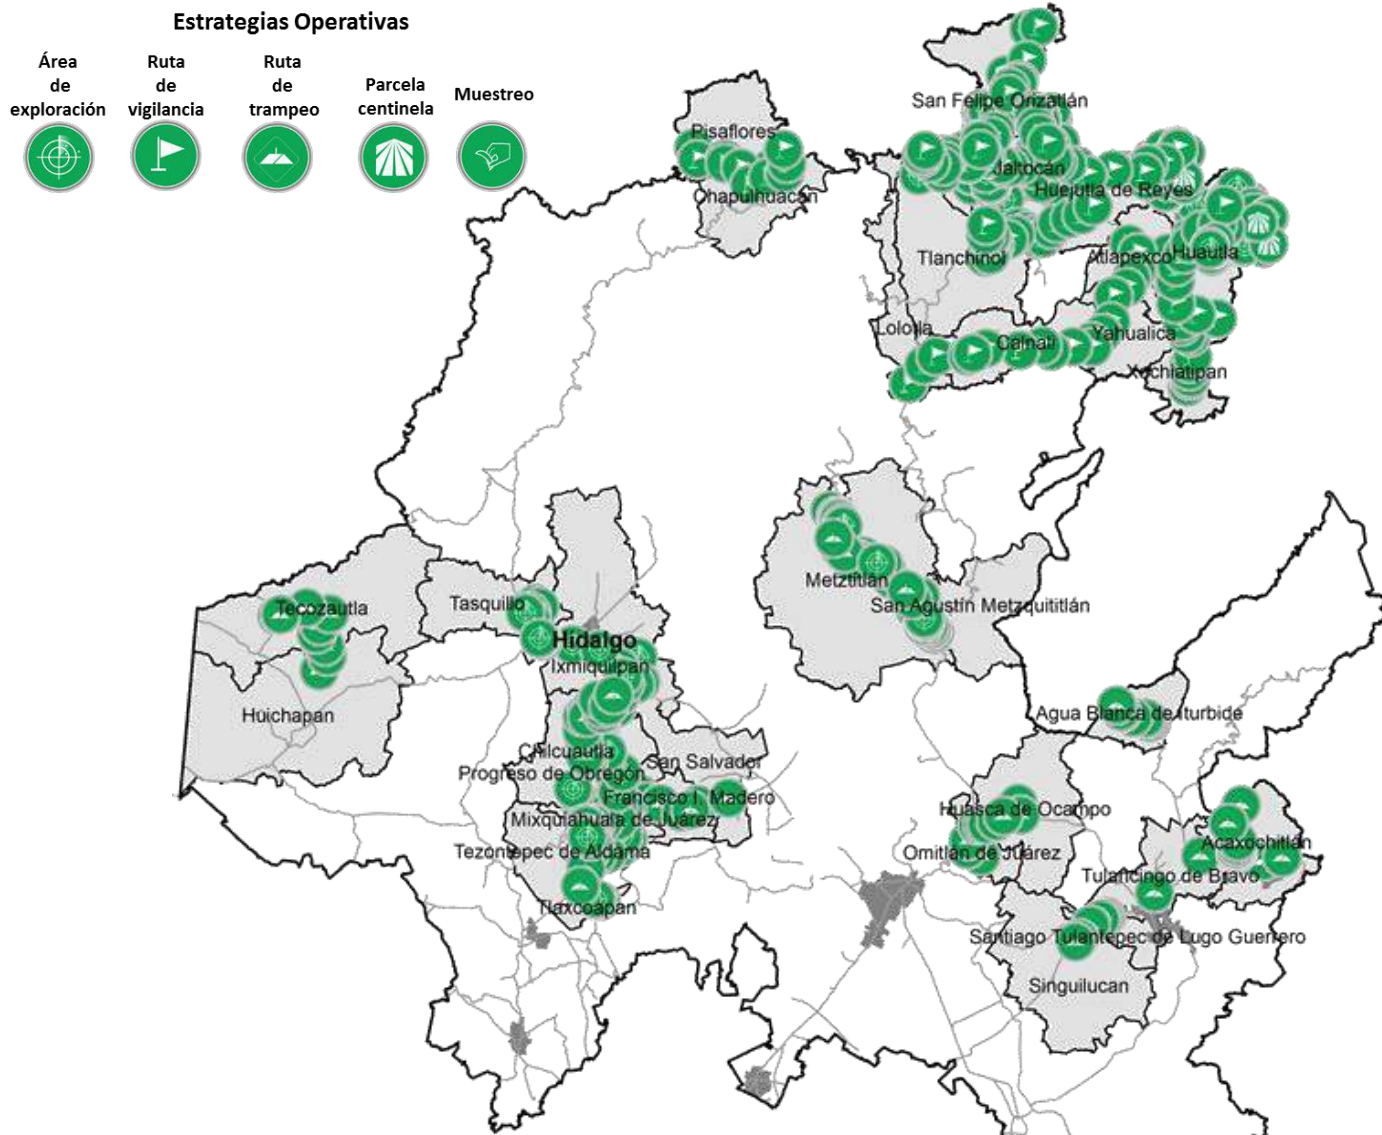 Estrategias Operativas
Área
de
exploración
Ruta
de
vigilancia
Ruta
de
trampeo
Parcela
centinela
Muestreo
San Felipe Orizatlán
Pisaflores
Jaltocán
Huejutla de Reyes
Chapulhuacán
Tlanchinol
Atlapexco
Huautla
Lolotla
Calnali
Yahualica
Xochiatipan
Metztitlán
San Agustín Metzquititlán
Tecozautla
Tasquillo
Hidalgo
Ixmiquilpan
Huichapan
Agua Blanca de Iturbide
Chilcuautla
San Salvador
Progreso de Obregón
Francisco I. Madero
Mixquiahuala de Juárez
Huasca de Ocampo
Tezontepec de Aldama
Omitlán de Juárez
Acaxochitlán
Tulancingo de Bravo
Tlaxcoapan
Santiago Tulantepec de Lugo Guerrero
Singuilucan